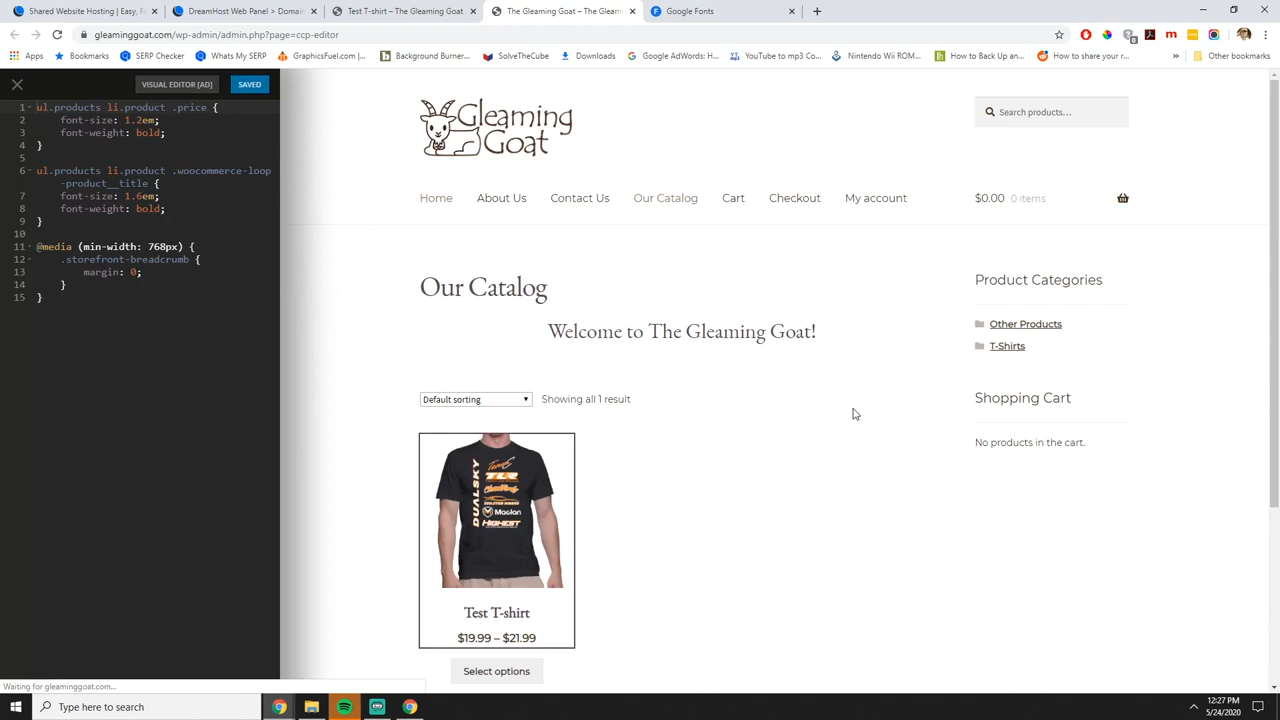 Shared Website Hosting | Easy, F
DreamHost Web Panel > Domain
Test T-shirt – The Gleaming Goat
The Gleaming Goat – The Gleam
Google Fonts
gleaminggoat.com/wp-admin/admin.php?page=ccp-editor
Apps
Bookmarks
SERP Checker
Whats My SERP
GraphicsFuel.com |...
Background Burner...
SolveTheCube
Downloads
Google AdWords: H...
YouTube to mp3 Co...
Nintendo Wii ROM...
How to Back Up an...
How to share your r...
»
Other bookmarks
VISUAL EDITOR [AD]
SAVED
1 ul.products li.product .price {
2 font-size: 1.2em;
3 font-weight: bold;
4 }
5
6 ul.products li.product .woocommerce-loop
-product__title {
7 font-size: 1.6em;
8 font-weight: bold;
9 }
10
11 @media (min-width: 768px) {
12 .storefront-breadcrumb {
13 margin: 0;
14 }
15 }
Gleaming
Goat
Search products…
Home
About Us
Contact Us
Our Catalog
Cart
Checkout
My account
$0.00 0 items
Our Catalog
Welcome to The Gleaming Goat!
Default sorting
Showing all 1 result
DUALSKY
TLR
Maclan
HIGHEST
Test T-shirt
$19.99 – $21.99
Select options
Product Categories
Other Products
T-Shirts
Shopping Cart
No products in the cart.
Waiting for gleaminggoat.com...
Type here to search
12:27 PM
5/24/2020